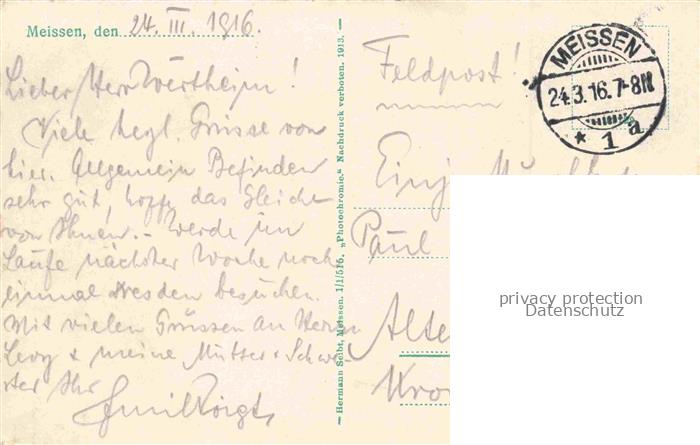 Meissen, den 24. III. 1916.
Lieber Herr Wertheim!
Viele herzl. Grüsse von
hier. Allgemein Befinden
sehr gut, hoffe das Gleiche
von Ihnen. - Werde im
Laufe nächster Woche noch
einmal Dresden besuchen.
Mit vielen Grüssen an Herrn
Levy & meine Mutter & Schwe-
ster Ihr
Emil Voigt
Hermann Seibt, Meissen. 1/1/516, „Photochromie.“ Nachdruck verboten. 1913.
Feldpost!
MEISSEN
24.3.16.7-8N
* 1 a
Einj.
Paul
Alte
Kro
privacy protection
Datenschutz